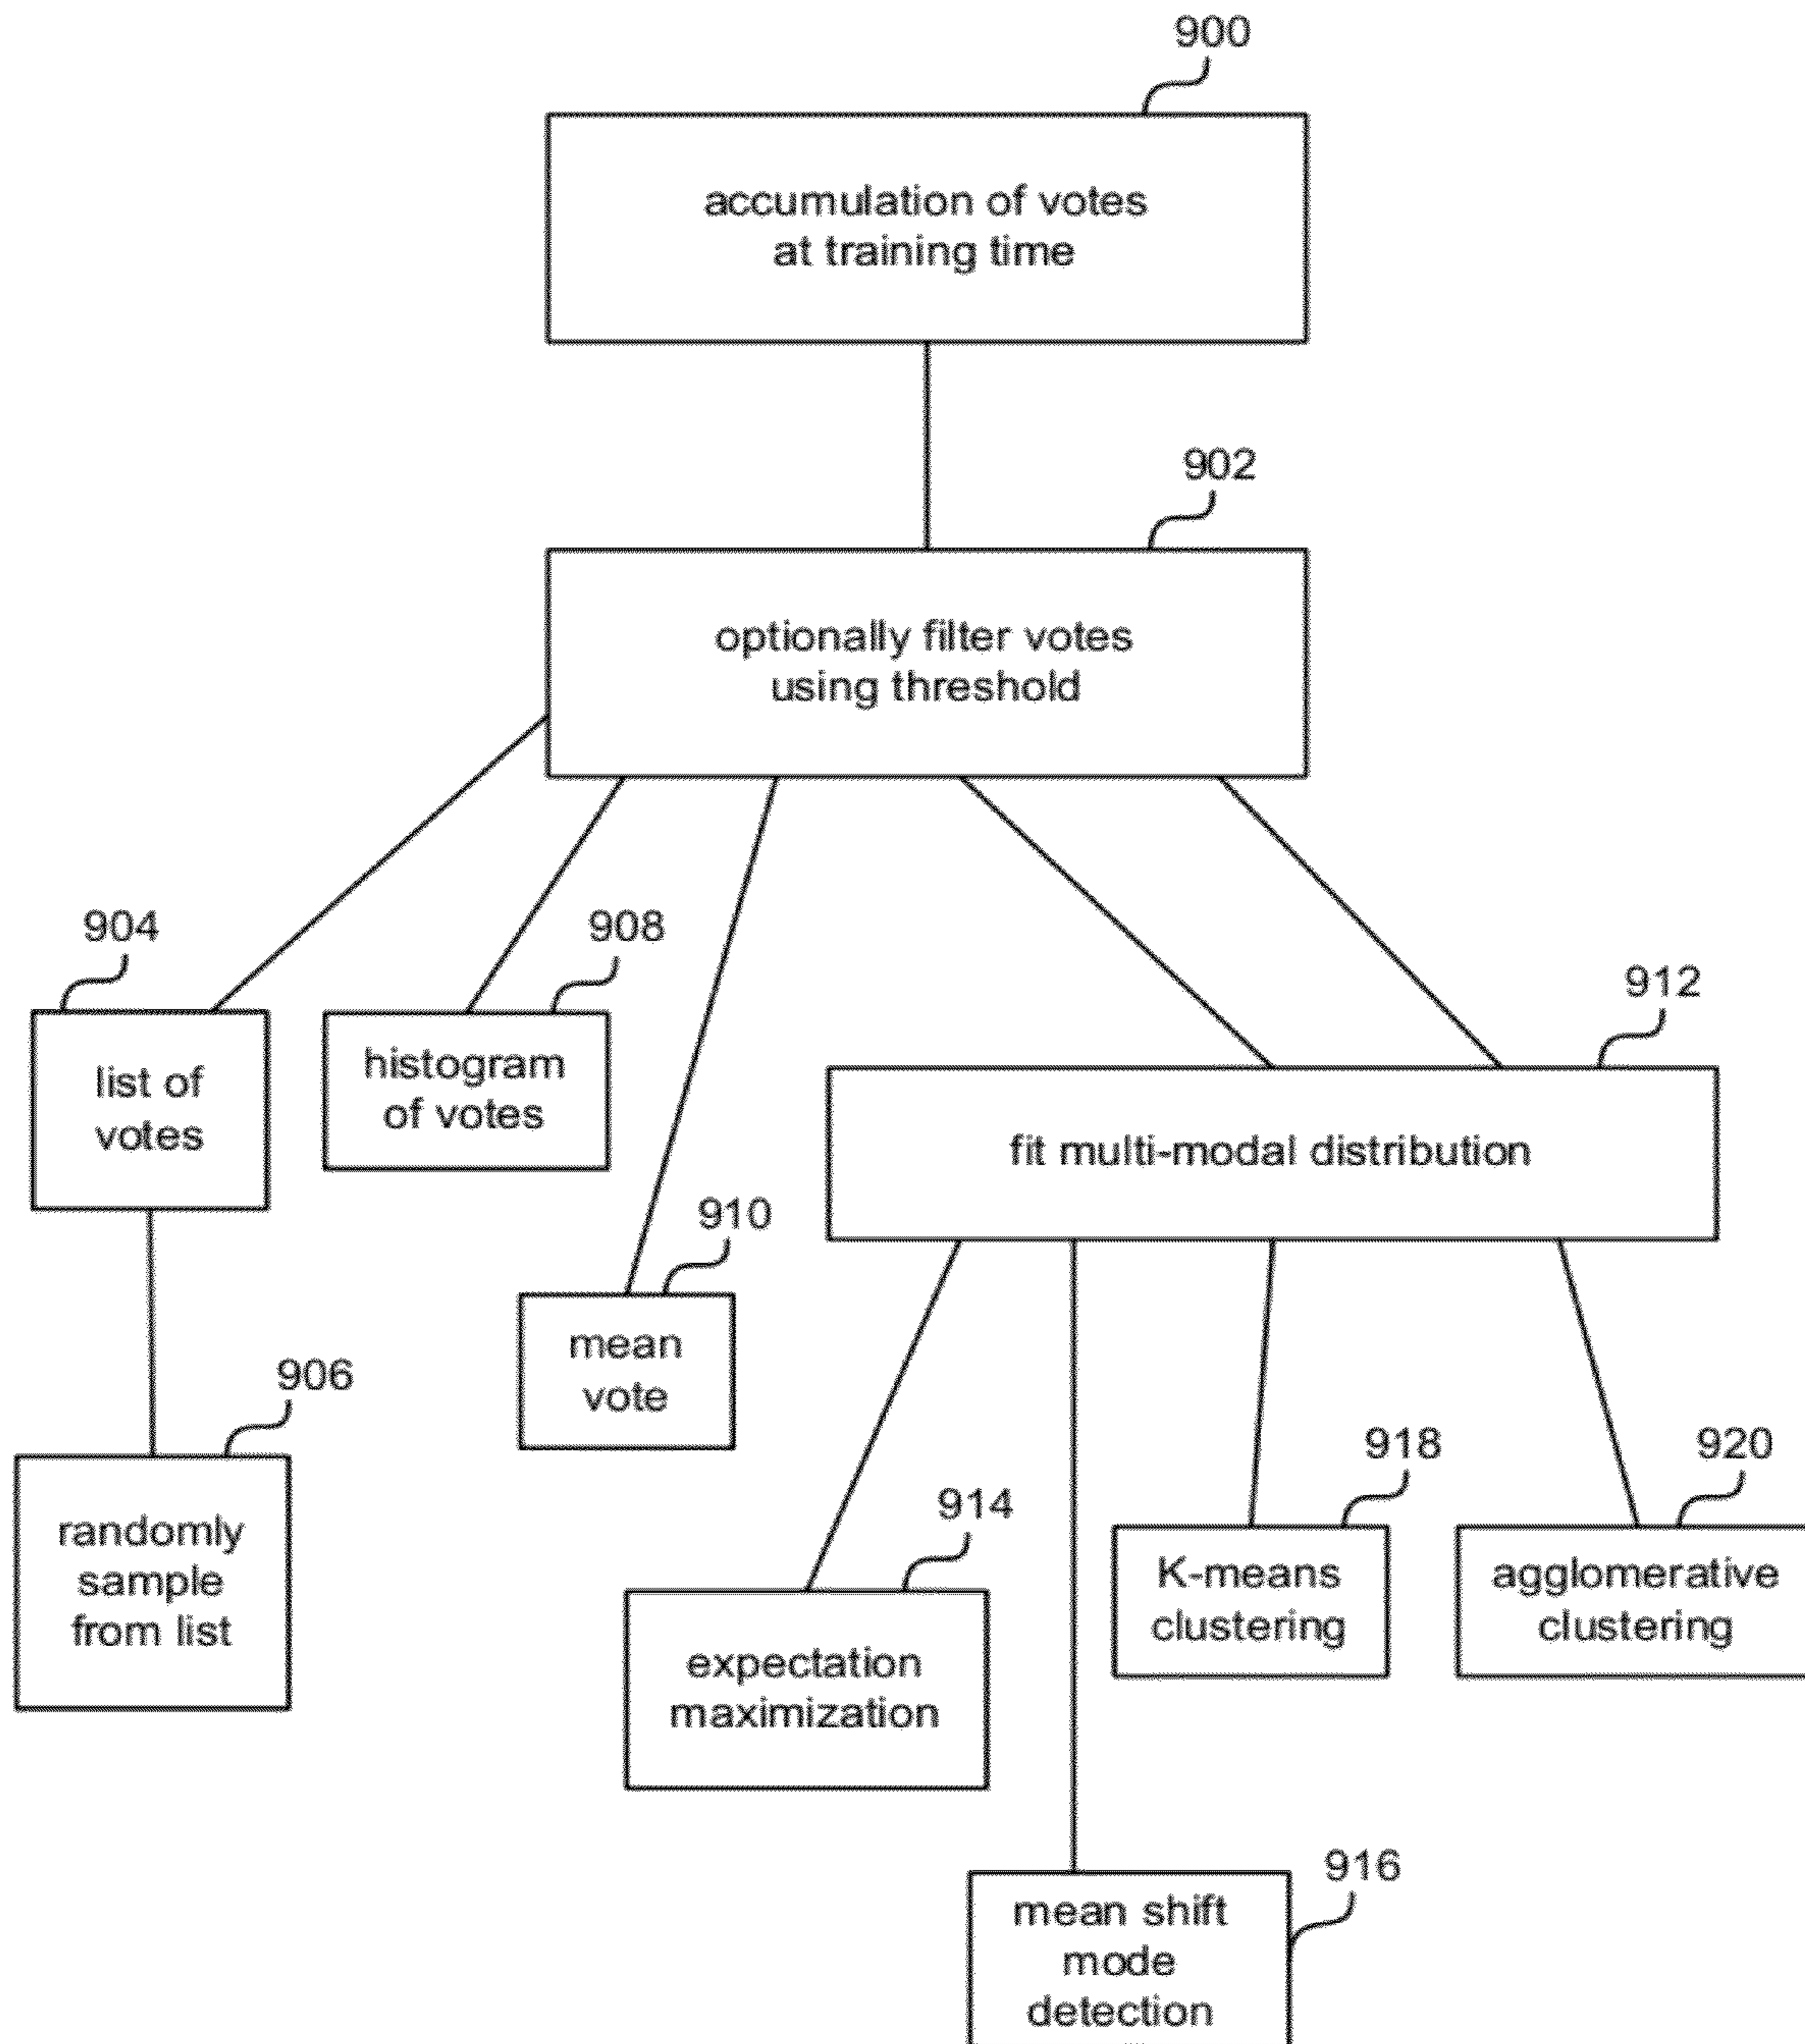 900
accumulation of votes
at training time
902
optionally filter votes
using threshold
904
list of
votes
908
histogram
of votes
912
fit multi-modal distribution
910
mean
vote
906
randomly
sample
from list
914
expectation
maximization
918
K-means
clustering
920
agglomerative
clustering
916
mean shift
mode
detection